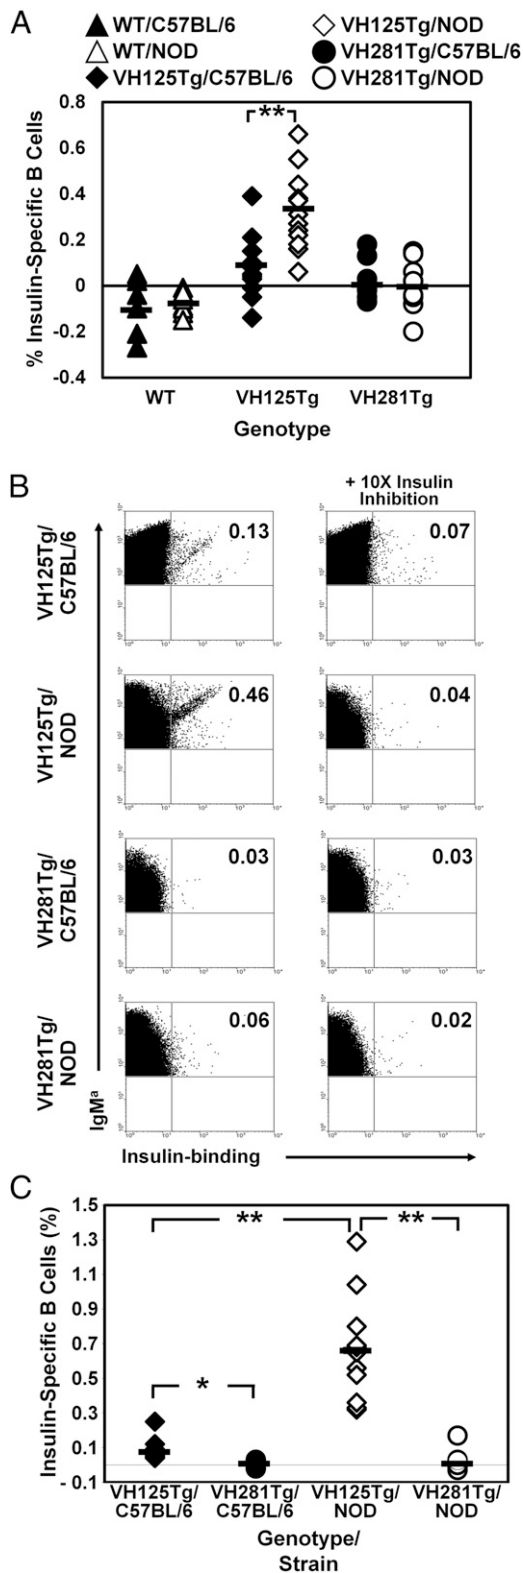 A
▲ WT/C57BL/6 ◇ VH125Tg/NOD
△ WT/NOD ● VH281Tg/C57BL/6
◆ VH125Tg/C57BL/6 ○ VH281Tg/NOD
% Insulin-Specific B Cells
0.8
0.6
0.4
0.2
0
-0.2
-0.4
**
WT VH125Tg VH281Tg
Genotype
B
+ 10X Insulin
Inhibition
VH125Tg/
C57BL/6
0.13 0.07
VH125Tg/
NOD
0.46 0.04
VH281Tg/
C57BL/6
0.03 0.03
VH281Tg/
NOD
0.06 0.02
IgMᵃ
Insulin-binding
C
Insulin-Specific B Cells (%)
1.5
1.3
1.1
0.9
0.7
0.5
0.3
0.1
- 0.1
** **
*
VH125Tg/ VH281Tg/ VH125Tg/ VH281Tg/
C57BL/6 C57BL/6 NOD NOD
Genotype/
Strain